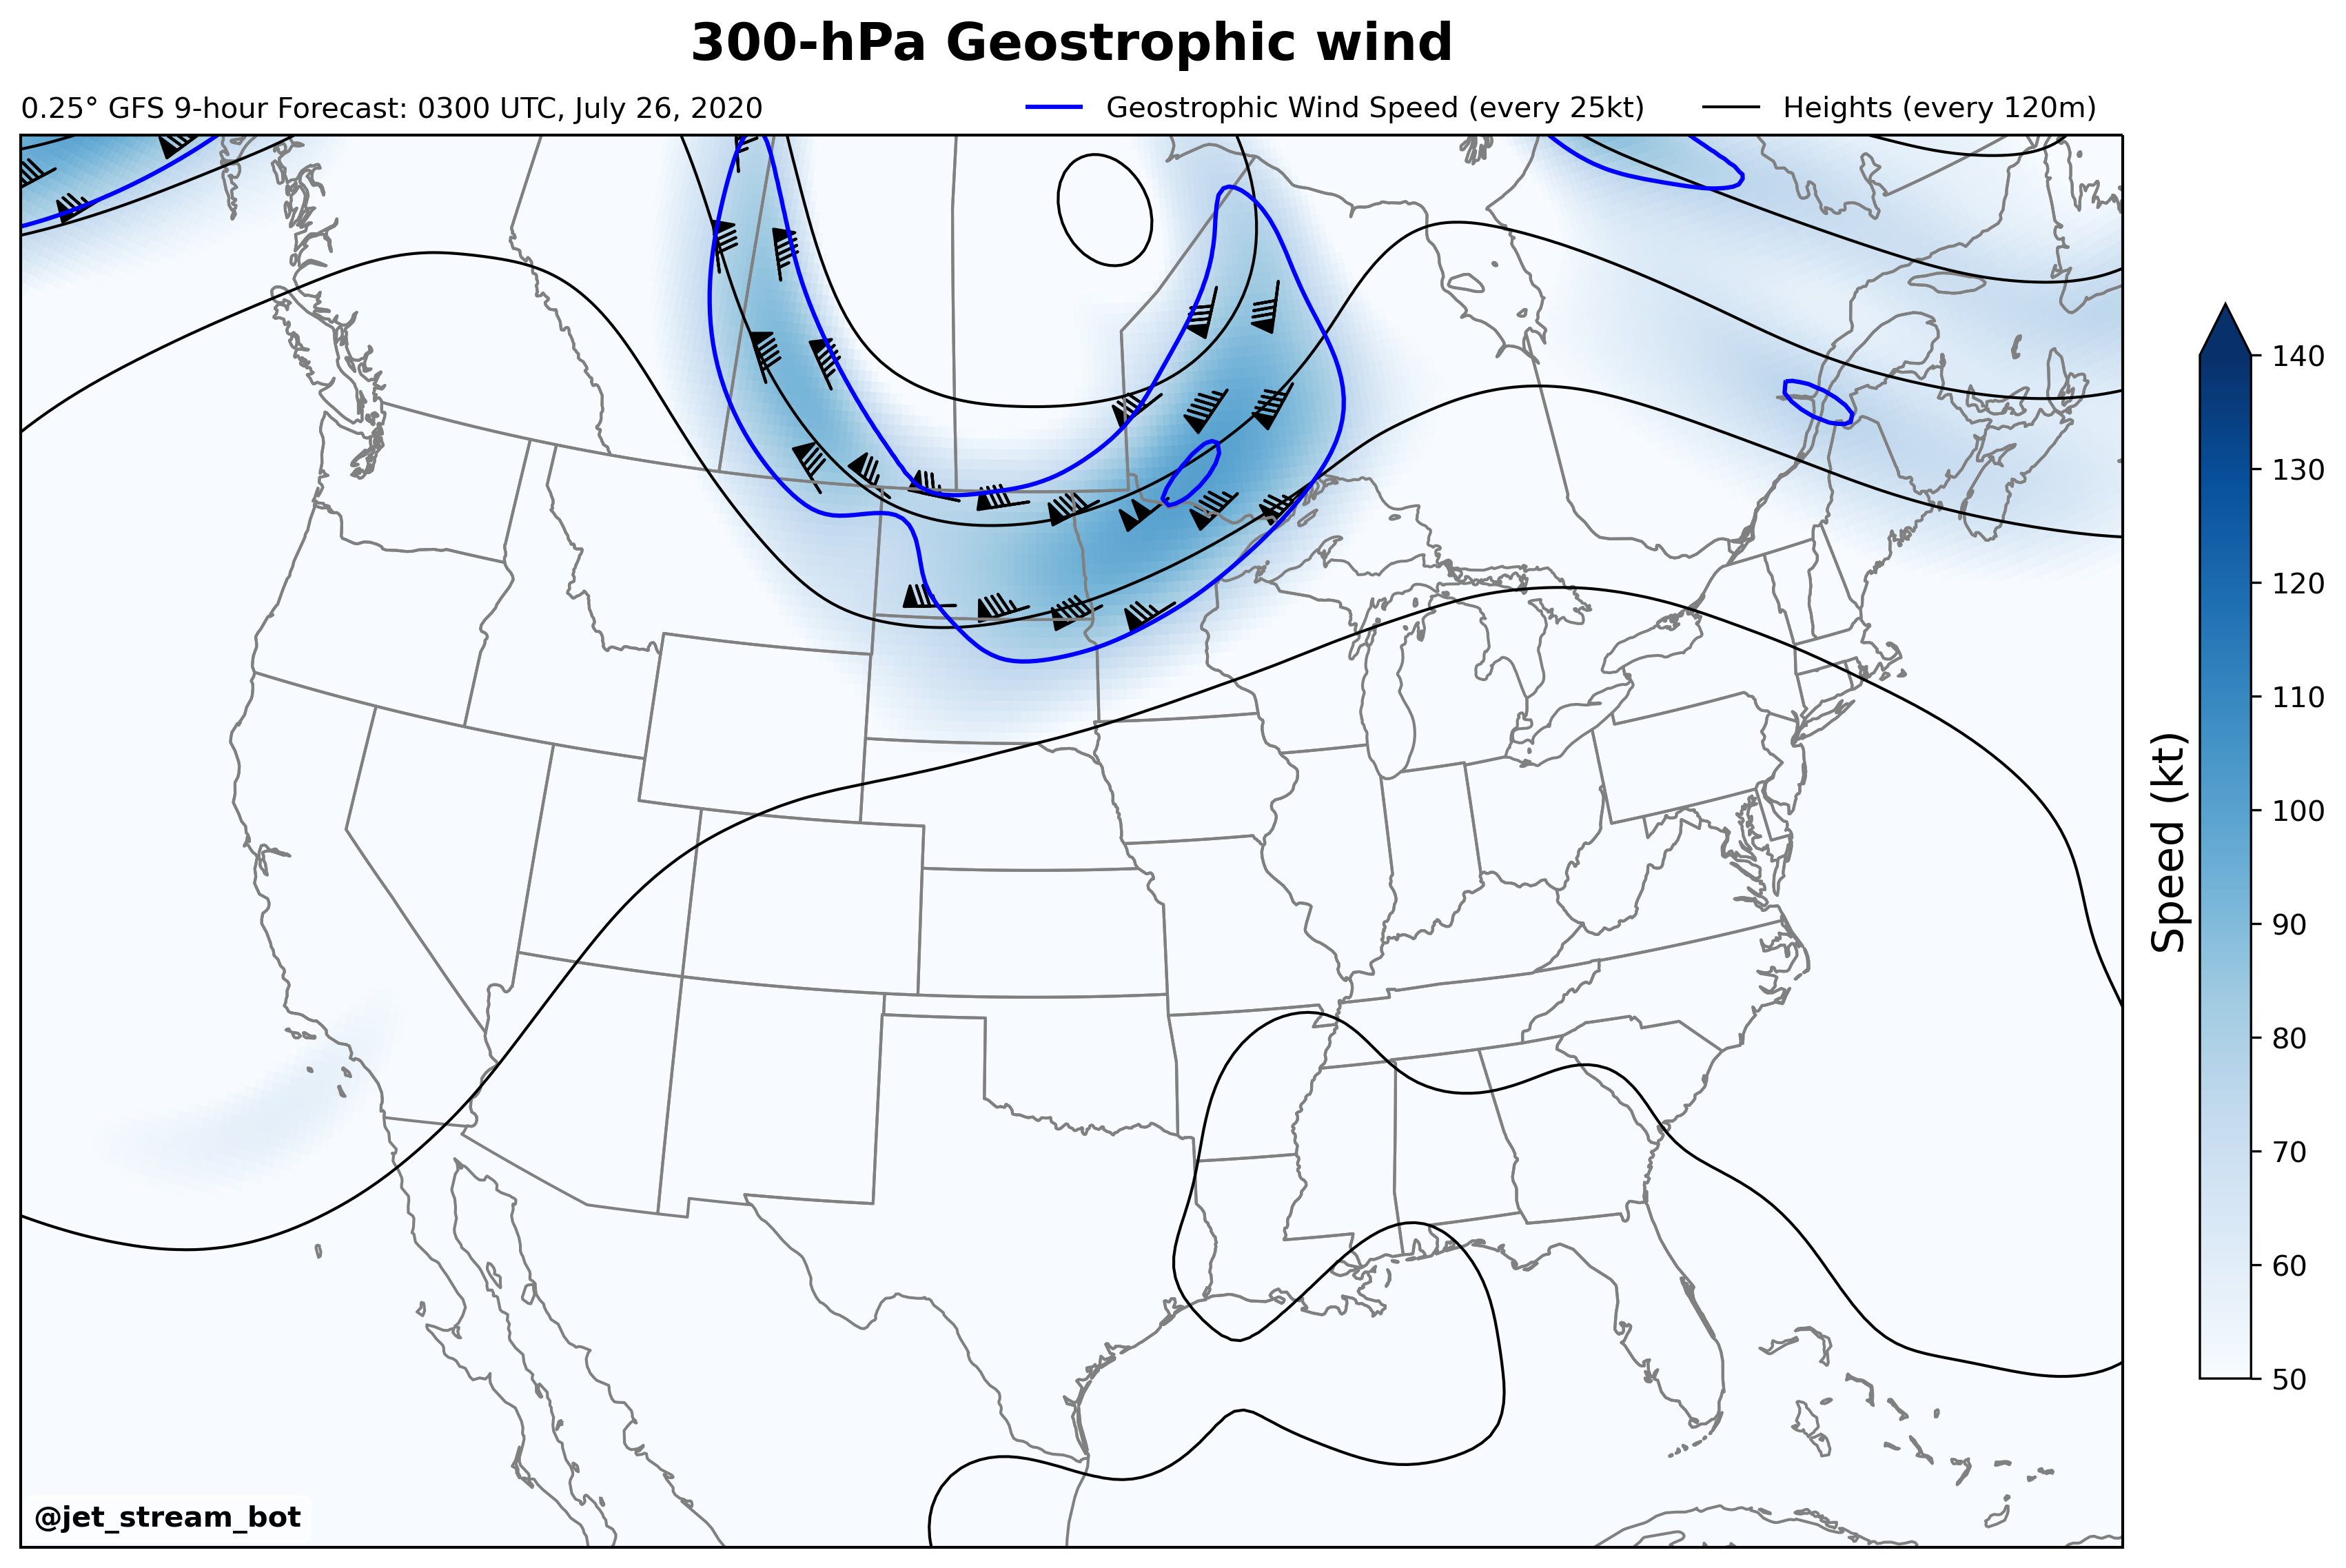 300-hPa Geostrophic wind
0.25° GFS 9-hour Forecast: 0300 UTC, July 26, 2020
Geostrophic Wind Speed (every 25kt)
Heights (every 120m)
140
130
120
110
100
90
80
70
60
50
Speed (kt)
@jet_stream_bot